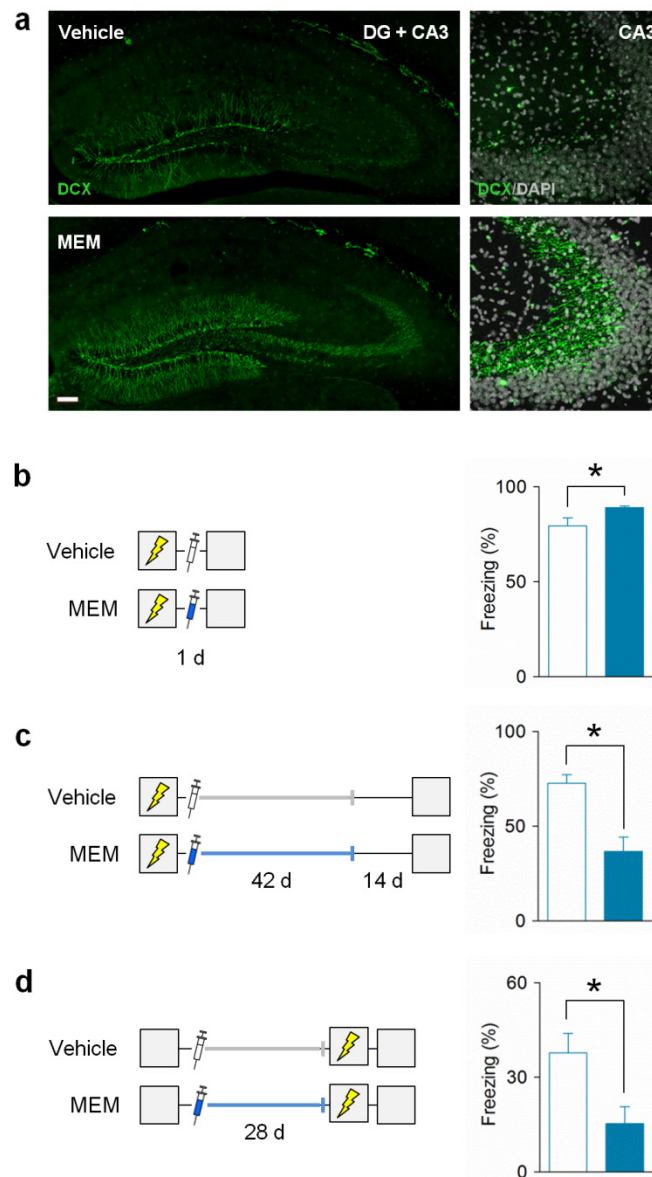 a
Vehicle
DG + CA3
CA3
DCX
DCX/DAPI
MEM
b
Vehicle
MEM
1 d
Freezing (%)
100
50
0
*
c
Vehicle
MEM
42 d
14 d
Freezing (%)
100
50
0
*
d
Vehicle
MEM
28 d
Freezing (%)
60
30
0
*